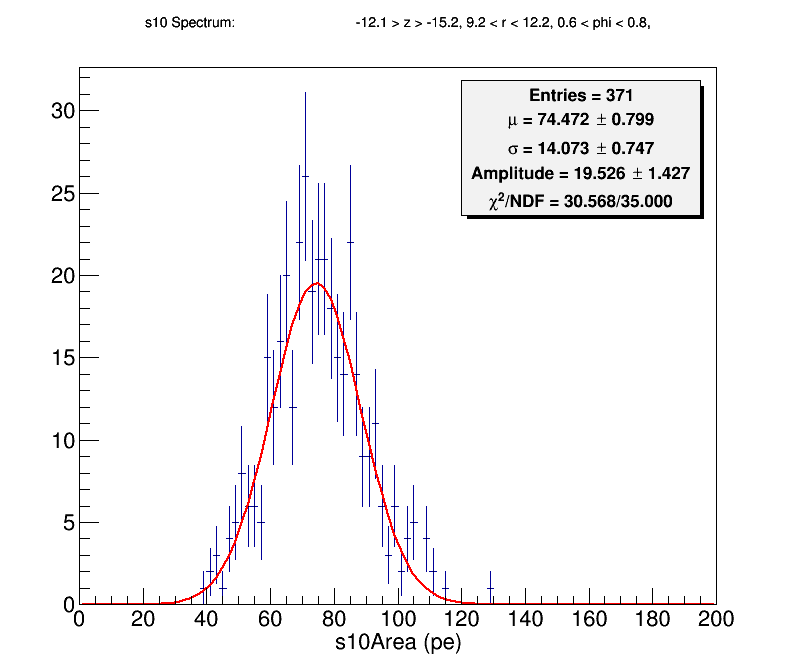 s10 Spectrum: -12.1 > z > -15.2, 9.2 < r < 12.2, 0.6 < phi < 0.8,
Entries = 371
μ = 74.472 ± 0.799
σ = 14.073 ± 0.747
Amplitude = 19.526 ± 1.427
χ²/NDF = 30.568/35.000
30
25
20
15
10
5
0
0 20 40 60 80 100 120 140 160 180 200
s10Area (pe)